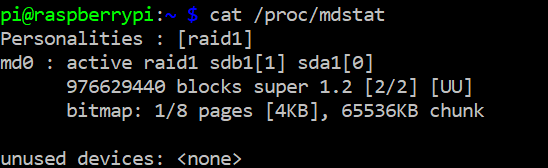 pi@raspberrypi:~ $ cat /proc/mdstat
Personalities : [raid1]
md0 : active raid1 sdb1[1] sda1[0]
976629440 blocks super 1.2 [2/2] [UU]
bitmap: 1/8 pages [4KB], 65536KB chunk
unused devices: <none>